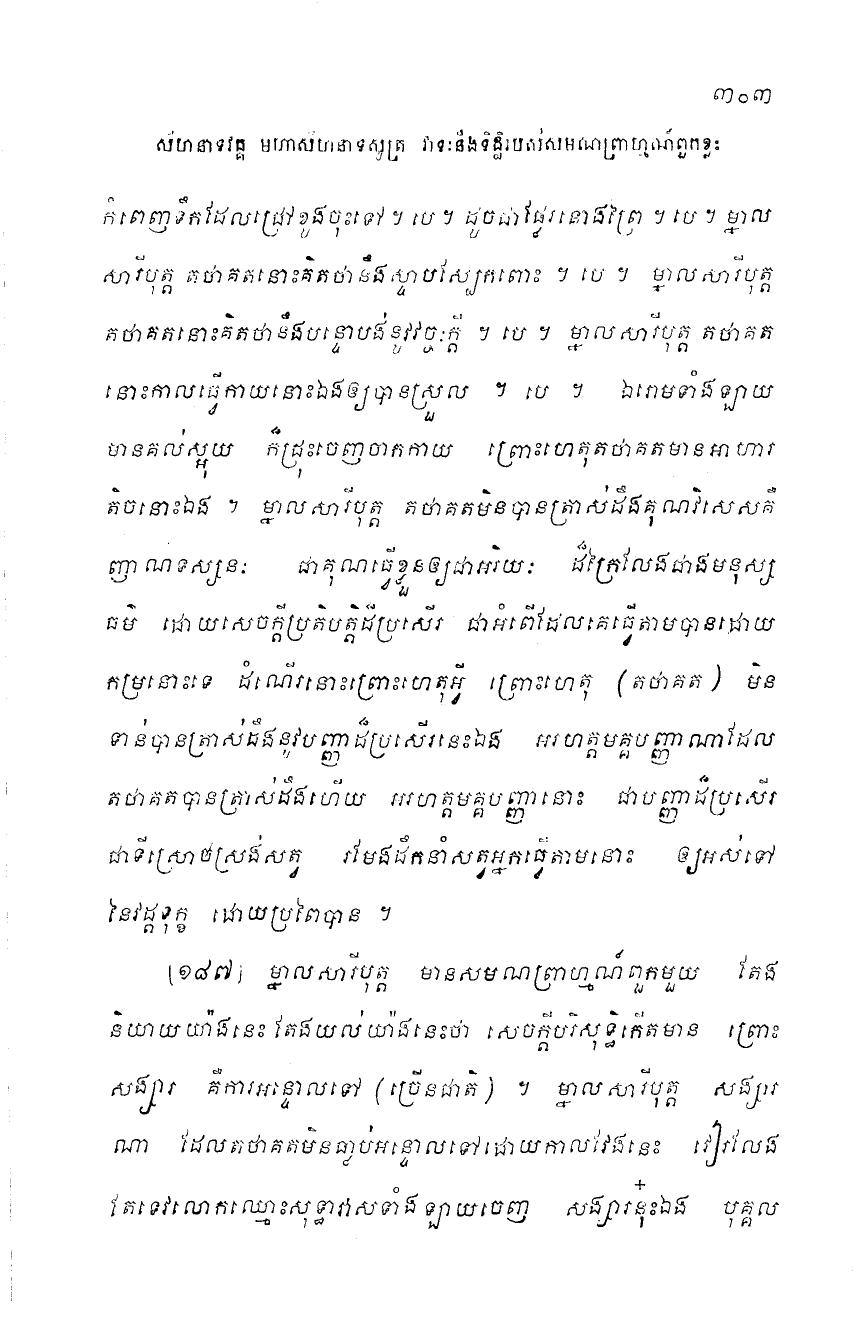 ៣០៣
សីហនាទវគ្គ មហាសីហនាទសូត្រ វាទៈនឹងទិដ្ឋិរបស់សមណព្រាហ្មណ៍ពួកខ្លះ
កំពេញទឹកដែលជ្រៅខួងចុះទៅ ។ បេ ។ ដូចជាផ្លែរនោងព្រៃ ។ បេ ។ ម្នាល
សារីបុត្ត តថាគតនោះគិតថានឹងស្ទាបស្បែកពោះ ។ បេ ។ ម្នាលសារីបុត្ត
តថាគតនោះគិតថានឹងបន្ទោបង់នូវវច្ចៈក្តី ។ បេ ។ ម្នាលសារីបុត្ត តថាគត
នោះកាលធ្វើកាយនោះឯងឲ្យបានស្រួល ។ បេ ។ ឯរោមទាំងឡាយ
មានគល់ស្អុយ ក៏ជ្រុះចេញចាកកាយ ព្រោះហេតុតថាគតមានអាហារ
តិចនោះឯង ។ ម្នាលសារីបុត្ត តថាគតមិនបានត្រាស់ដឹងគុណវិសេសគឺ
ញាណទស្សនៈ ជាគុណធ្វើខ្លួនឲ្យជាអរិយៈ ដ៏ក្រៃលែងជាងមនុស្ស
ធម៌ ដោយសេចក្តីប្រតិបត្តិដ៏ប្រសើរ ជាអំពើដែលគេធ្វើតាមបានដោយ
កម្រនោះទេ ដំណើរនោះព្រោះហេតុអ្វី ព្រោះហេតុ (តថាគត) មិន
ទាន់បានត្រាស់ដឹងនូវបញ្ញាដ៏ប្រសើរនេះឯង អរហត្តមគ្គបញ្ញាណាដែល
តថាគតបានត្រាស់ដឹងហើយ អរហត្តមគ្គបញ្ញានោះ ជាបញ្ញាដ៏ប្រសើរ
ជាទីស្រោចស្រង់សត្វ រមែងដឹកនាំសត្វអ្នកធ្វើតាមនោះ ឲ្យអស់ទៅ
នៃវដ្តទុក្ខ ដោយប្រពៃបាន ។
[១៨៧] ម្នាលសារីបុត្ត មានសមណព្រាហ្មណ៍ពួកមួយ តែង
និយាយយ៉ាងនេះ តែងយល់យ៉ាងនេះថា សេចក្តីបរិសុទ្ធិកើតមាន ព្រោះ
សង្សារ គឺការអន្ទោលទៅ (ច្រើនជាតិ) ។ ម្នាលសារីបុត្ត សង្សារ
ណា ដែលតថាគតមិនធ្លាប់អន្ទោលទៅដោយកាលវែងនេះ វៀរលែង
តែទេវលោកឈ្មោះសុទ្ធាវាសទាំងឡាយចេញ សង្សារនុ៎ះឯង បុគ្គល